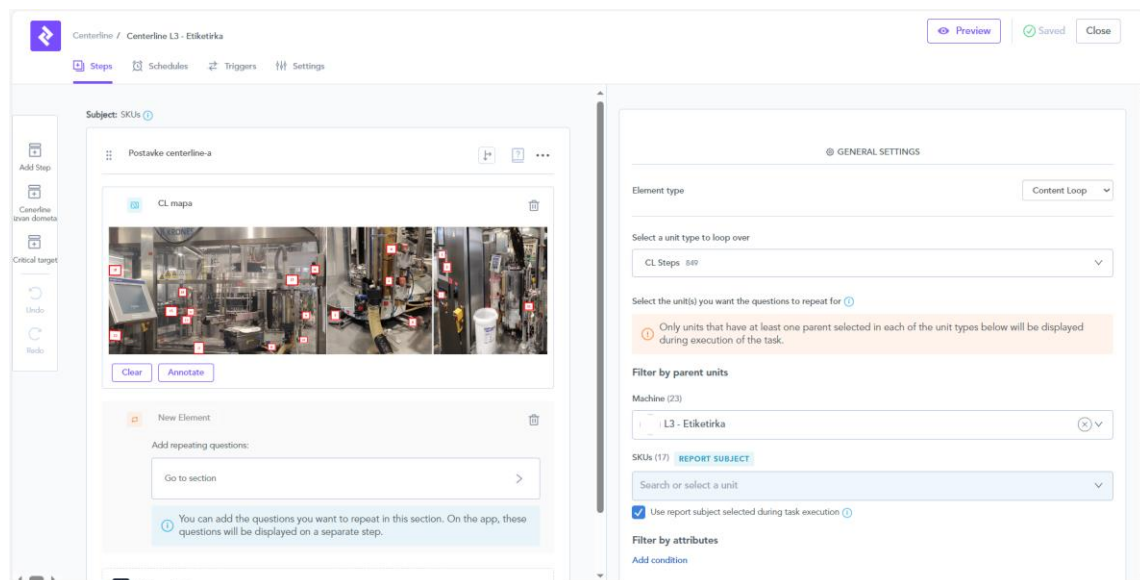 Centerline / Centerline L3 - Etiketirka
Preview
Saved
Close
Steps
Schedules
Triggers
Settings
Subject: SKUs
Add Step
Cenerline
izvan dometa
Critical target
Undo
Redo
Postavke centerline-a
CL mapa
KRONES
Clear
Annotate
New Element
Add repeating questions:
Go to section
You can add the questions you want to repeat in this section. On the app, these
questions will be displayed on a separate step.
GENERAL SETTINGS
Element type
Content Loop
Select a unit type to loop over
CL Steps 849
Select the unit(s) you want the questions to repeat for
Only units that have at least one parent selected in each of the unit types below will be displayed
during execution of the task.
Filter by parent units
Machine (23)
L3 - Etiketirka
SKUs (17) REPORT SUBJECT
Search or select a unit
Use report subject selected during task execution
Filter by attributes
Add condition